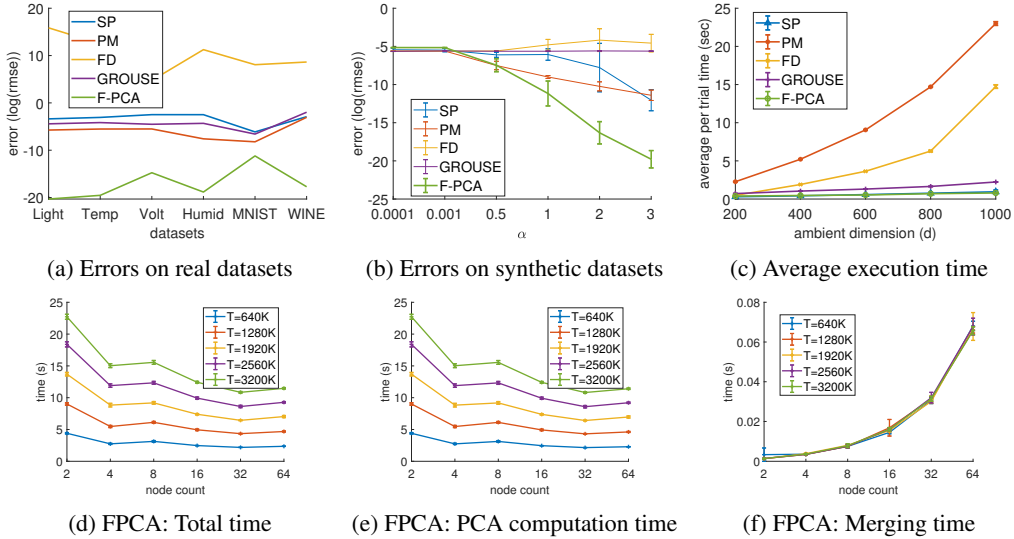 20
10
0
-10
-20
error (log(rmse))
Light Temp Volt Humid MNIST WINE
datasets
SP
PM
FD
GROUSE
F-PCA
(a) Errors on real datasets
0
-5
-10
-15
-20
-25
error (log(rmse))
0.0001 0.001 0.5 1 2 3
α
SP
PM
FD
GROUSE
F-PCA
(b) Errors on synthetic datasets
25
20
15
10
5
0
average per trial time (sec)
200 400 600 800 1000
ambient dimension (d)
SP
PM
FD
GROUSE
F-PCA
(c) Average execution time
25
20
15
10
5
0
time (s)
2 4 8 16 32 64
node count
T=640K
T=1280K
T=1920K
T=2560K
T=3200K
(d) FPCA: Total time
25
20
15
10
5
0
time (s)
2 4 8 16 32 64
node count
T=640K
T=1280K
T=1920K
T=2560K
T=3200K
(e) FPCA: PCA computation time
0.08
0.06
0.04
0.02
0
time (s)
2 4 8 16 32 64
node count
T=640K
T=1280K
T=1920K
T=2560K
T=3200K
(f) FPCA: Merging time